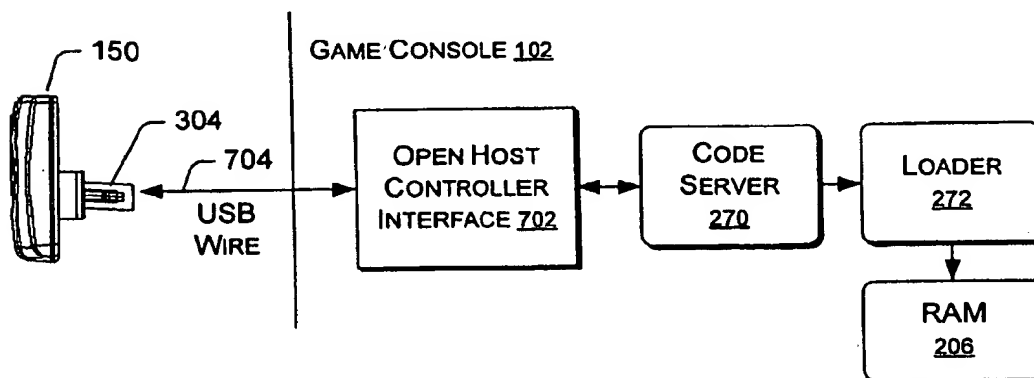 150
GAME CONSOLE 102
304
704
USB
WIRE
OPEN HOST
CONTROLLER
INTERFACE 702
CODE
SERVER
270
LOADER
272
RAM
206